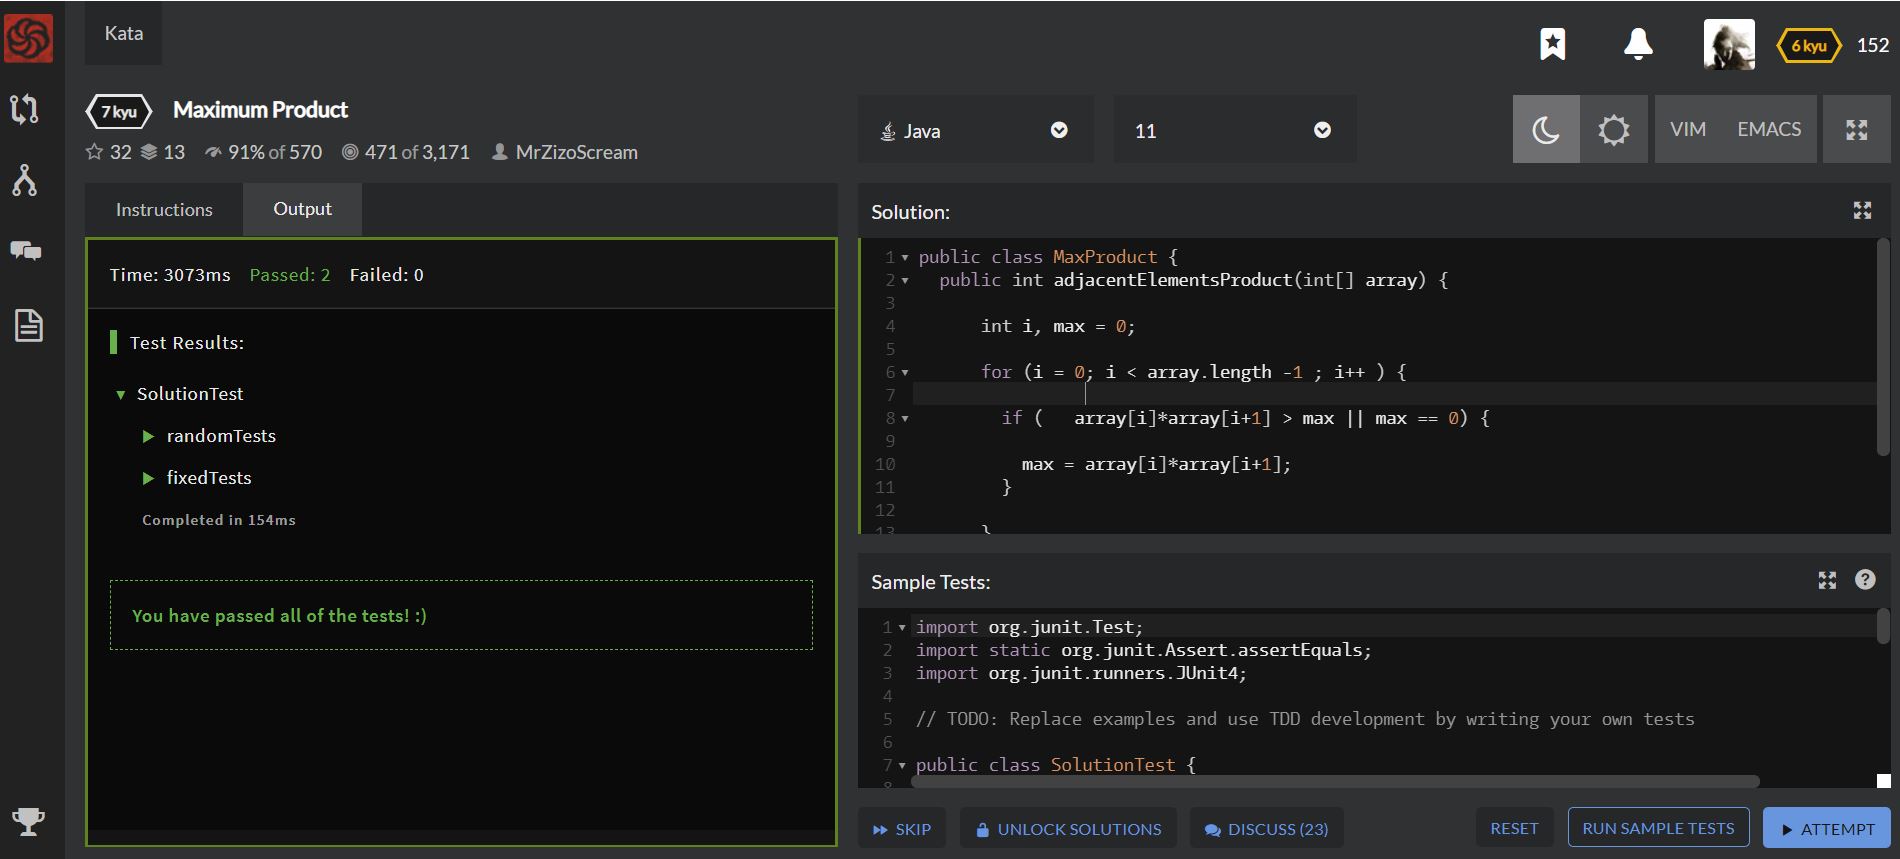 Kata
6 kyu 152
7 kyu Maximum Product
32 13 91% of 570 471 of 3,171 MrZizoScream
Java
11
VIM EMACS
Instructions Output
Time: 3073ms Passed: 2 Failed: 0
Test Results:
SolutionTest
randomTests
fixedTests
Completed in 154ms
You have passed all of the tests! :)
Solution:
1 public class MaxProduct {
2 public int adjacentElementsProduct(int[] array) {
3
4 int i, max = 0;
5
6 for (i = 0; i < array.length -1 ; i++ ) {
7
8 if (   array[i]*array[i+1] > max || max == 0) {
9
10 max = array[i]*array[i+1];
11 }
12
13 }
Sample Tests:
1 import org.junit.Test;
2 import static org.junit.Assert.assertEquals;
3 import org.junit.runners.JUnit4;
4
5 // TODO: Replace examples and use TDD development by writing your own tests
6
7 public class SolutionTest {
8
SKIP UNLOCK SOLUTIONS DISCUSS (23) RESET RUN SAMPLE TESTS ATTEMPT